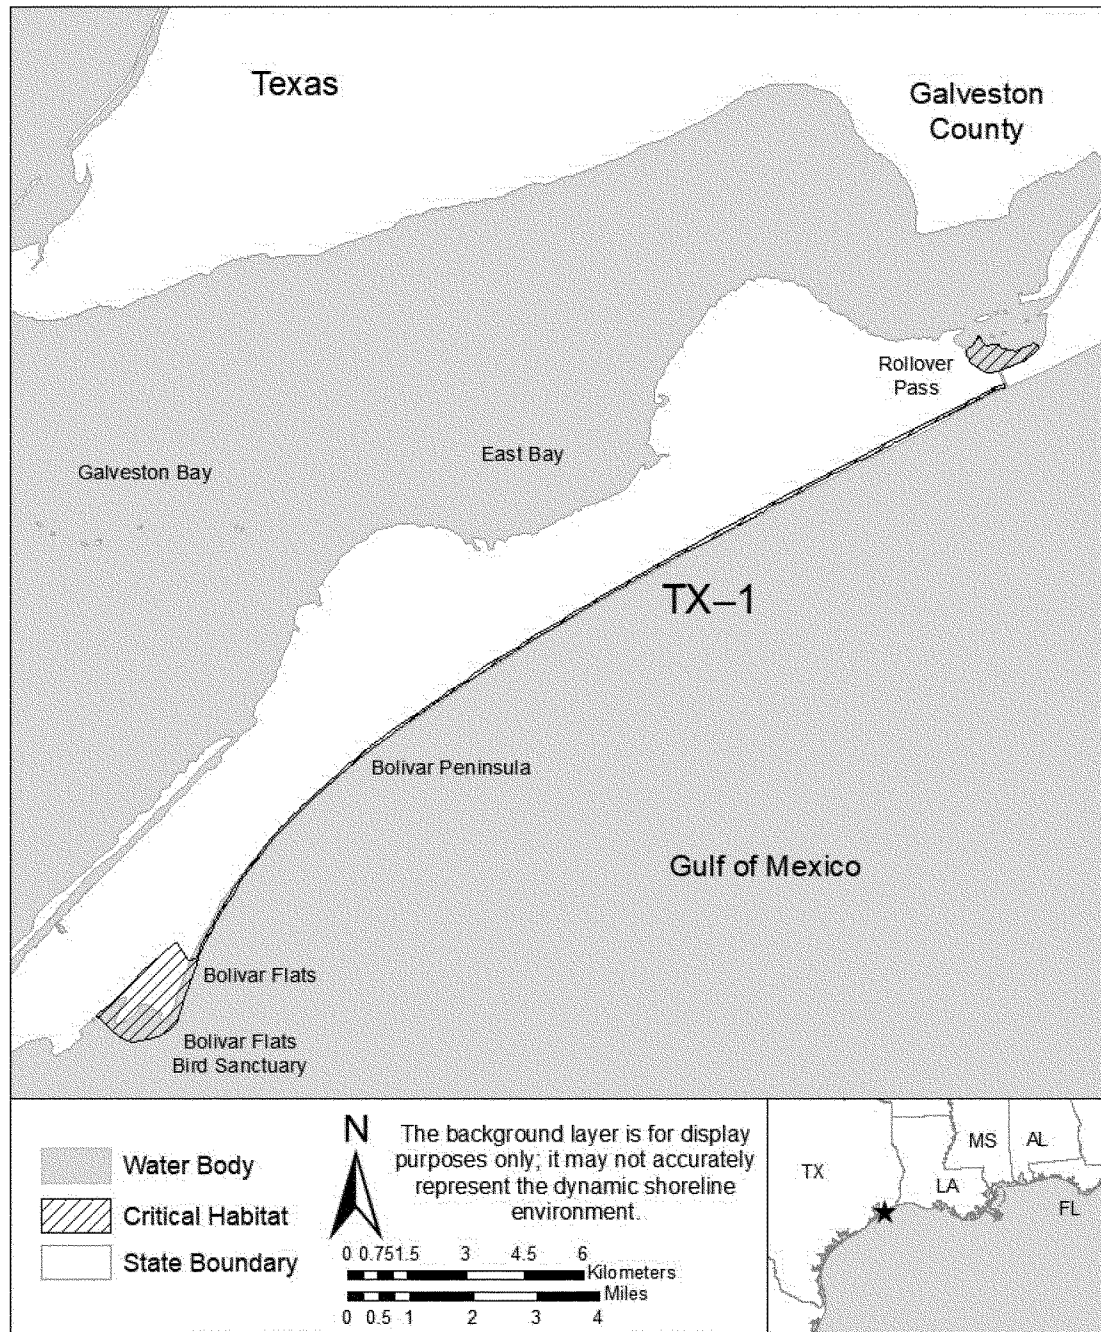 Texas
Galveston
County
Rollover
Pass
East Bay
Galveston Bay
TX–1
Bolivar Peninsula
Gulf of Mexico
Bolivar Flats
Bolivar Flats
Bird Sanctuary
Water Body
Critical Habitat
State Boundary
N
The background layer is for display
purposes only; it may not accurately
represent the dynamic shoreline
environment.
0 0.75 1.5 3 4.5 6
Kilometers
Miles
0 0.5 1 2 3 4
TX
LA
MS
AL
FL